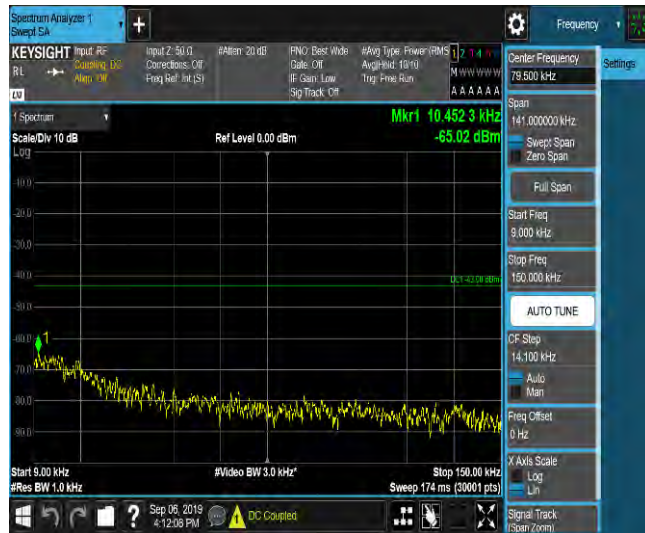 Spectrum Analyzer 1
Swept SA
+
Frequency
KEYSIGHT
Input: RF
Coupling: DC
Align: Off
Input Z: 50 Ω
Corrections: Off
Freq Ref: Int (S)
#Atten: 20 dB
PNO: Best Wide
Gate: Off
IF Gain: Low
Sig Track: Off
#Avg Type: Power (RMS
Avg|Hold: 10/10
Trig: Free Run
1 2 3 4 5 6
M W W W W W
A A A A A A
RL
LXI
Center Frequency
79.500 kHz
Settings
1 Spectrum
Scale/Div 10 dB
Log
Ref Level 0.00 dBm
Mkr1 10.452 3 kHz
-65.02 dBm
Span
141.000000 kHz
Swept Span
Zero Span
Full Span
Start Freq
9.000 kHz
Stop Freq
150.000 kHz
AUTO TUNE
CF Step
14.100 kHz
Auto
Man
Freq Offset
0 Hz
X Axis Scale
Log
Lin
Signal Track
(Span Zoom)
-10.0
-20.0
-30.0
-40.0
DL1 -43.00 dBm
-50.0
-60.0
1
-70.0
-80.0
-90.0
Start 9.00 kHz
#Video BW 3.0 kHz*
Stop 150.00 kHz
#Res BW 1.0 kHz
Sweep 174 ms (30001 pts)
?
Sep 06, 2019
4:12:08 PM
DC Coupled